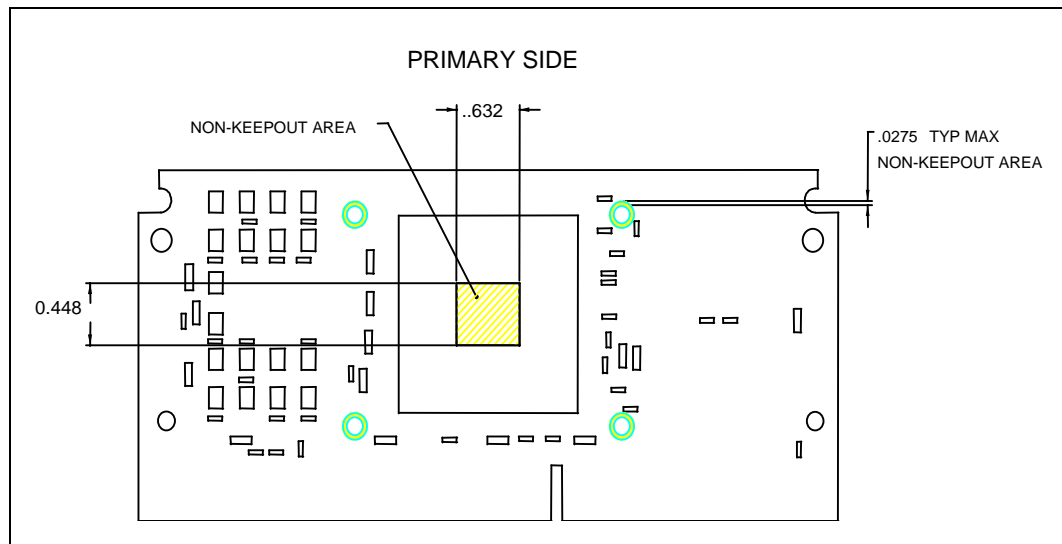 PRIMARY SIDE
..632
NON-KEEPOUT AREA
.0275 TYP MAX
NON-KEEPOUT AREA
0.448